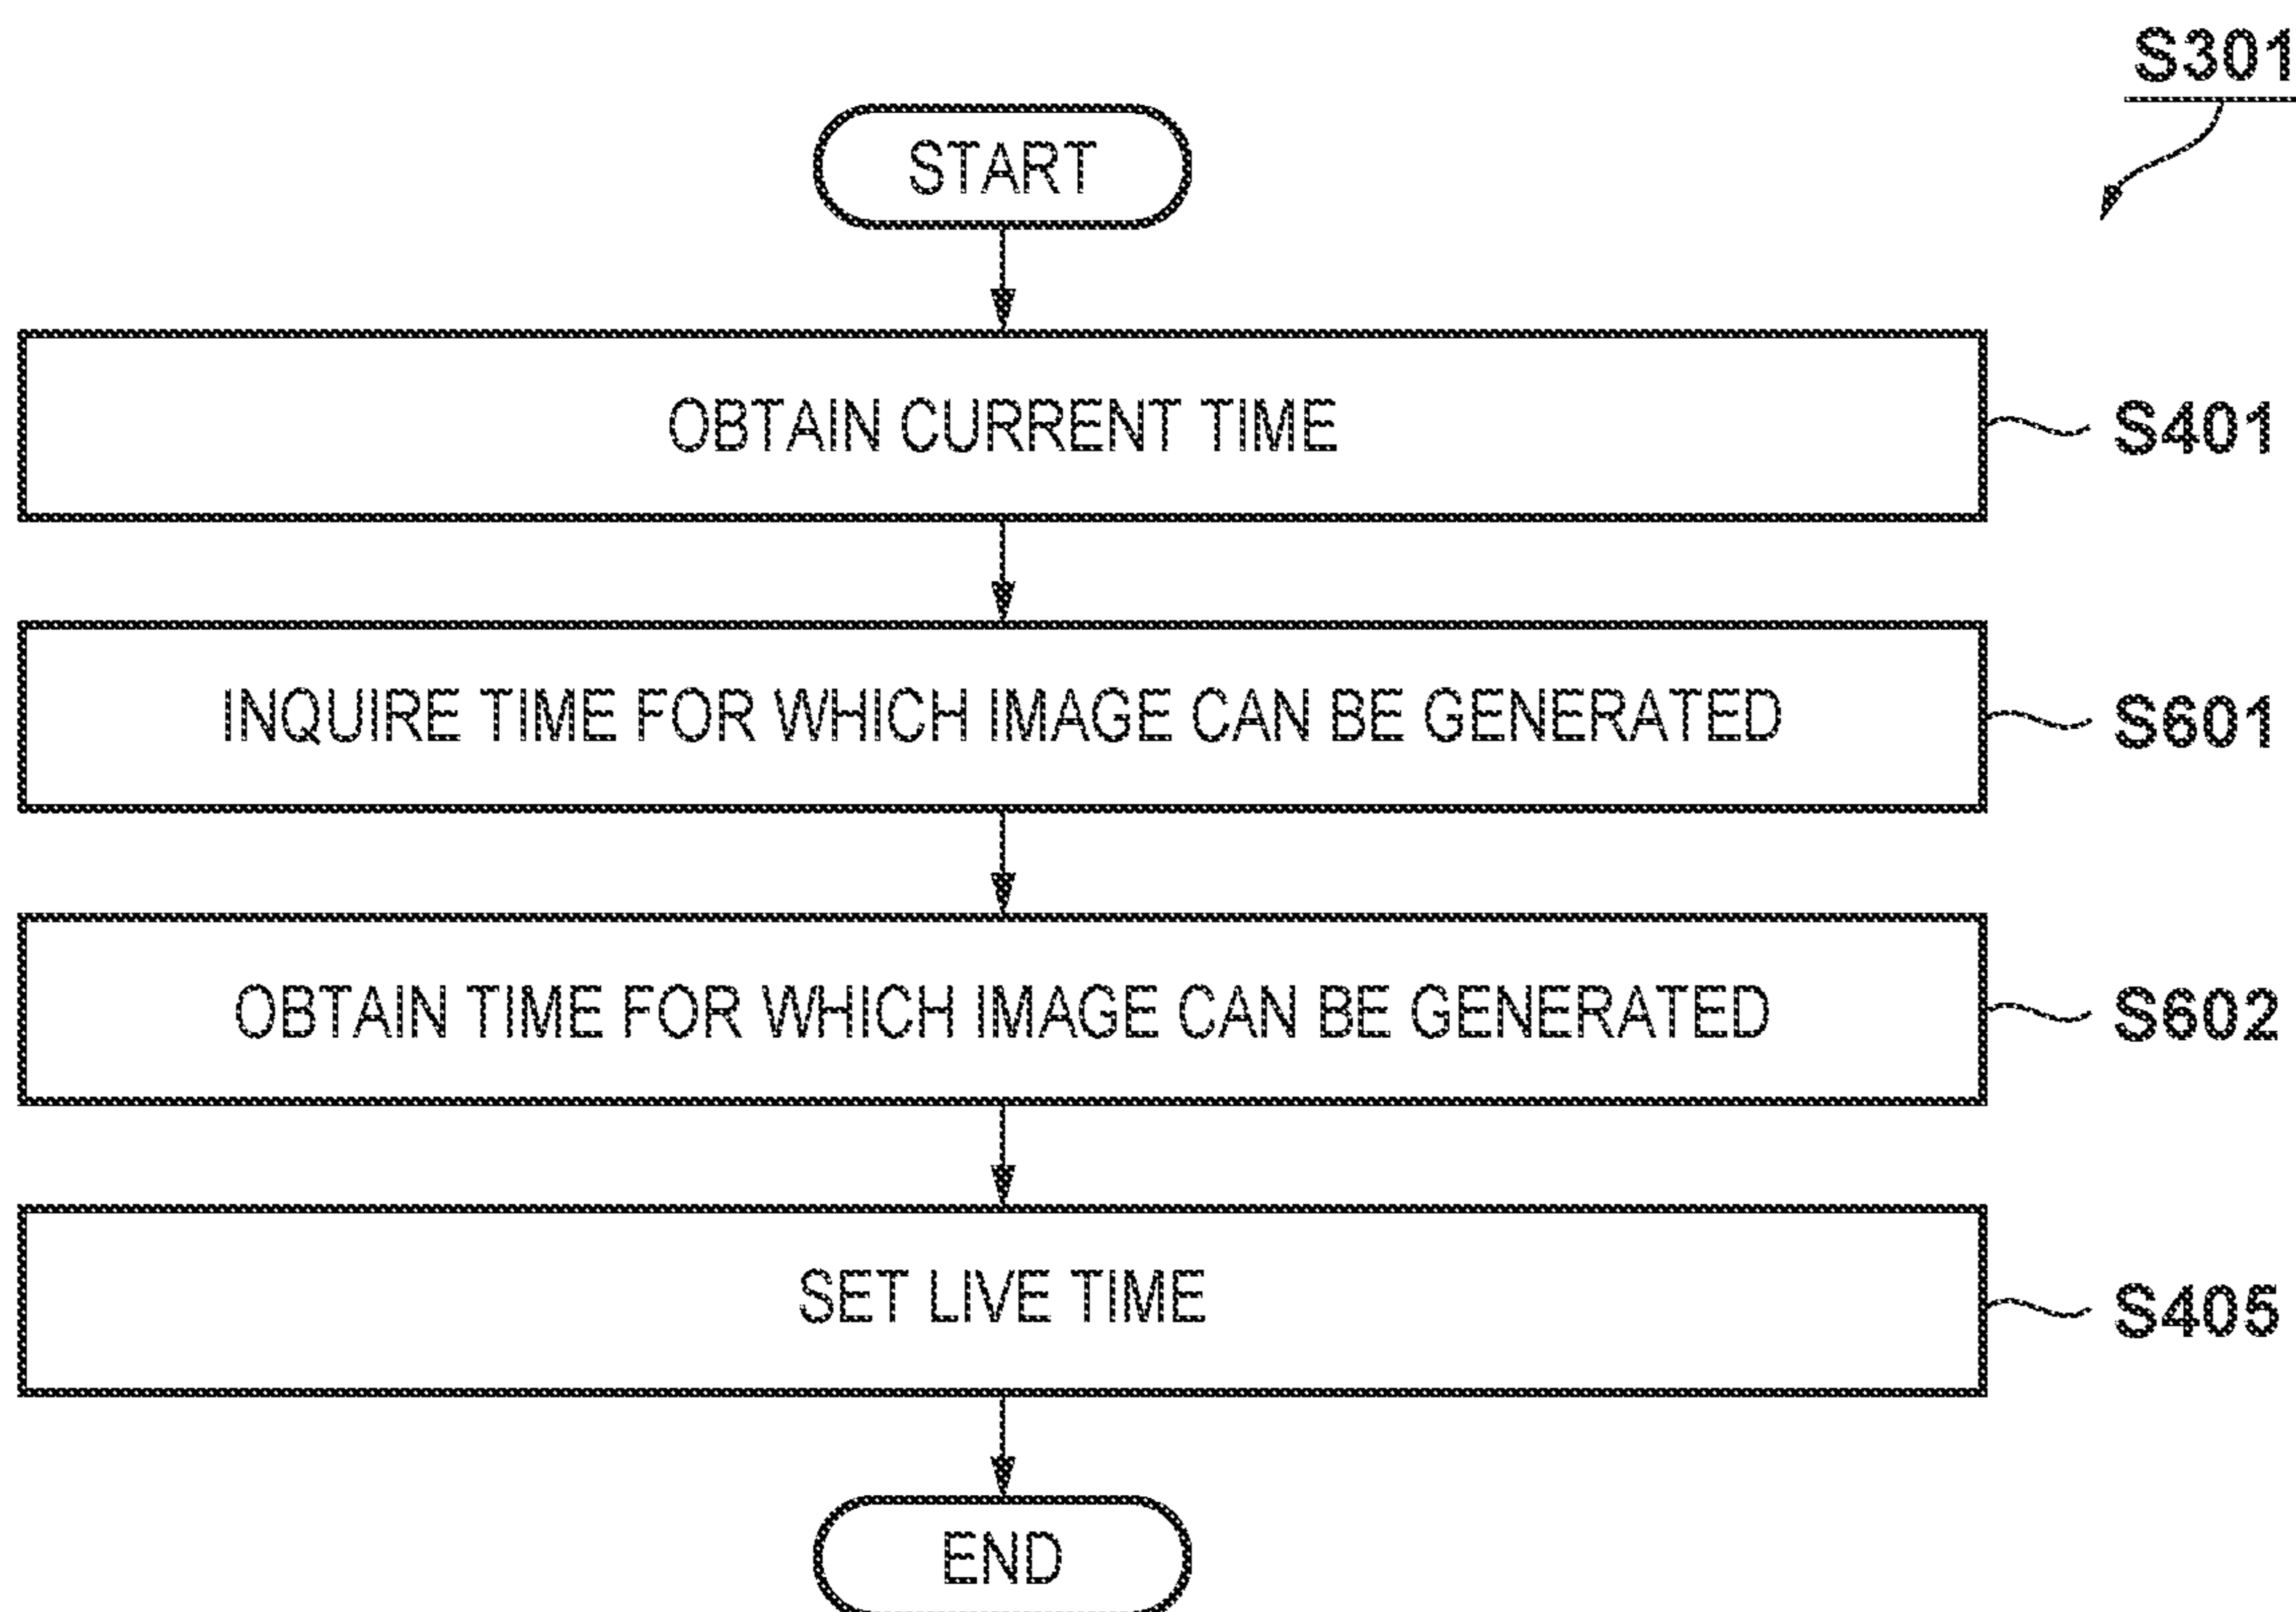 S301
START
OBTAIN CURRENT TIME
S401
INQUIRE TIME FOR WHICH IMAGE CAN BE GENERATED
S601
OBTAIN TIME FOR WHICH IMAGE CAN BE GENERATED
S602
SET LIVE TIME
S405
END